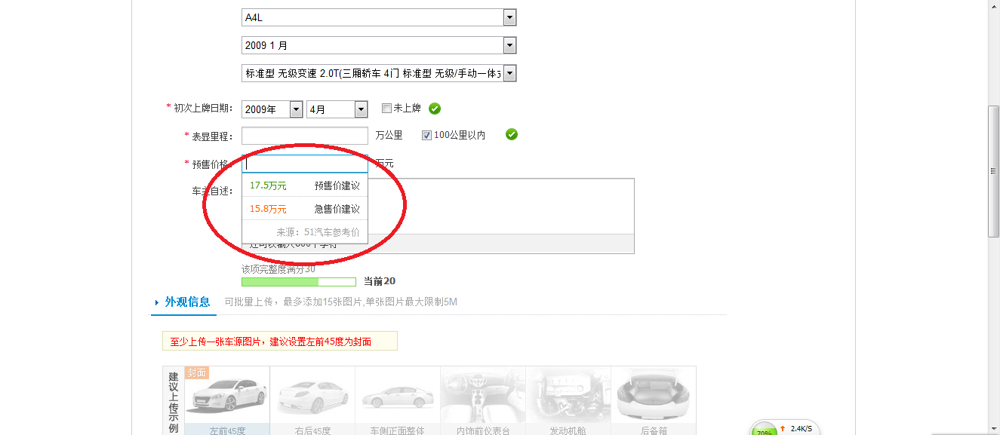 A4L
2009 1 月
标准型 无级变速 2.0T(三厢轿车 4门 标准型 无级/手动一体式
* 初次上牌日期： 2009年 4月 未上牌
* 表显里程： 万公里 100公里以内
* 预售价格： 万元
17.5万元 预售价建议
车主自述：
15.8万元 急售价建议
来源：51汽车参考价
还可以输入800个字符
该项完整度满分30
当前20
外观信息 可批量上传，最多添加15张图片,单张图片最大限制5M
至少上传一张车源图片，建议设置左前45度为封面
建议上传示例
封面
左前45度 右后45度 车侧正面整体 内饰前仪表台 发动机舱 后备箱
70% ↑ 2.4K/S